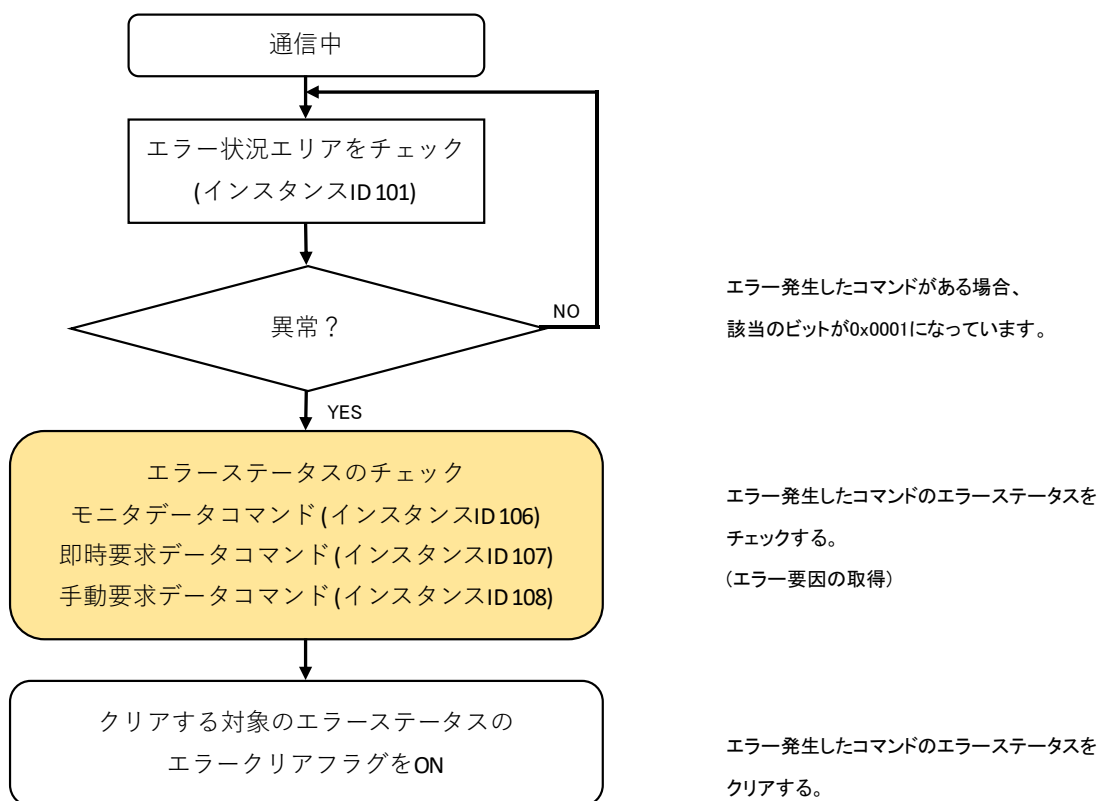 通信中
エラー状況エリアをチェック
(インスタンスID 101)
異常？
NO
エラー発生したコマンドがある場合、
該当のビットが0x0001になっています。
YES
エラーステータスのチェック
モニタデータコマンド (インスタンスID 106)
即時要求データコマンド (インスタンスID 107)
手動要求データコマンド (インスタンスID 108)
エラー発生したコマンドのエラーステータスを
チェックする。
(エラー要因の取得)
クリアする対象のエラーステータスの
エラークリアフラグをON
エラー発生したコマンドのエラーステータスを
クリアする。